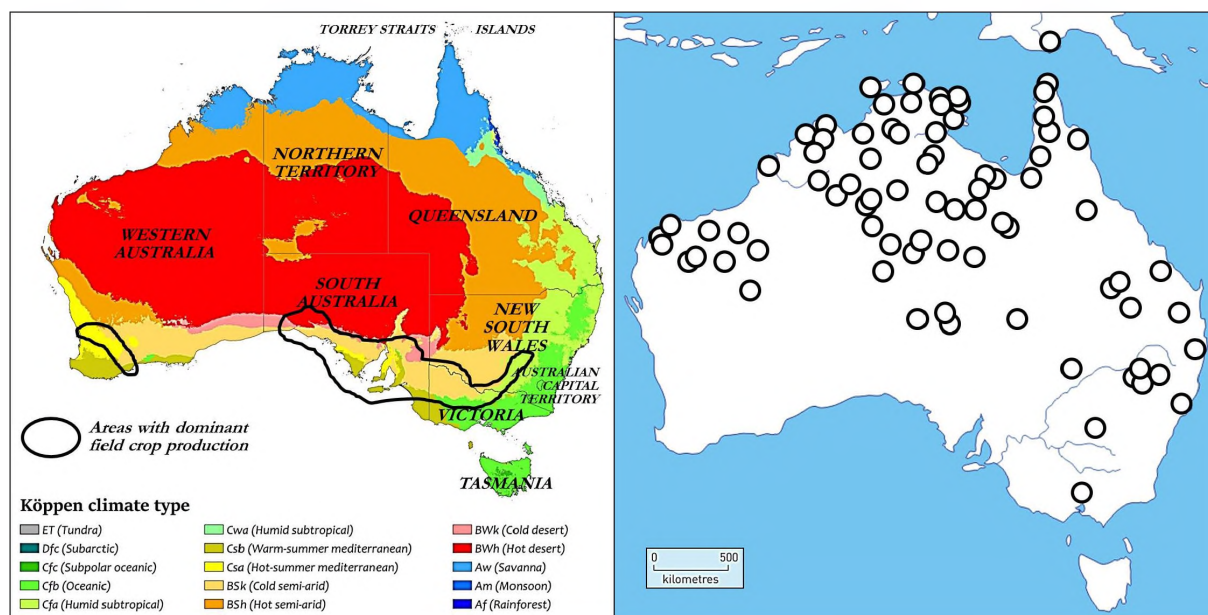 TORREY STRAITS ISLANDS
NORTHERN
TERRITORY
QUEENSLAND
WESTERN
AUSTRALIA
SOUTH
AUSTRALIA
NEW
SOUTH
WALES
AUSTRALIAN
CAPITAL
TERRITORY
VICTORIA
TASMANIA
Areas with dominant
field crop production
Köppen climate type
ET (Tundra)
Dfc (Subarctic)
Cfc (Subpolar oceanic)
Cfb (Oceanic)
Cfa (Humid subtropical)
Cwa (Humid subtropical)
Csb (Warm-summer mediterranean)
Csa (Hot-summer mediterranean)
BSk (Cold semi-arid)
BSh (Hot semi-arid)
BWk (Cold desert)
BWh (Hot desert)
Aw (Savanna)
Am (Monsoon)
Af (Rainforest)
0 500
kilometres